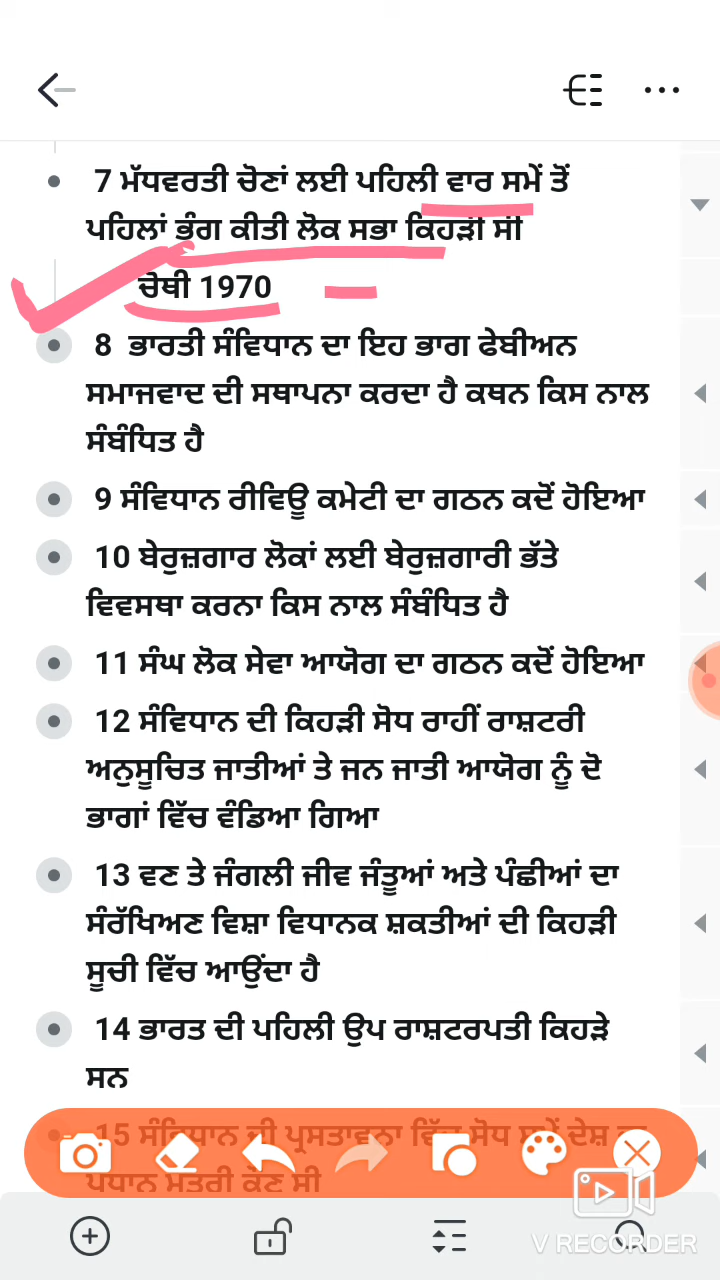 7 ਮੱਧਵਰਤੀ ਚੋਣਾਂ ਲਈ ਪਹਿਲੀ ਵਾਰ ਸਮੇਂ ਤੋਂ
ਪਹਿਲਾਂ ਭੰਗ ਕੀਤੀ ਲੋਕ ਸਭਾ ਕਿਹੜੀ ਸੀ
ਚੋਥੀ 1970
8 ਭਾਰਤੀ ਸੰਵਿਧਾਨ ਦਾ ਇਹ ਭਾਗ ਫੇਬੀਅਨ
ਸਮਾਜਵਾਦ ਦੀ ਸਥਾਪਨਾ ਕਰਦਾ ਹੈ ਕਥਨ ਕਿਸ ਨਾਲ
ਸੰਬੰਧਿਤ ਹੈ
9 ਸੰਵਿਧਾਨ ਰੀਵਿਊ ਕਮੇਟੀ ਦਾ ਗਠਨ ਕਦੋਂ ਹੋਇਆ
10 ਬੇਰੁਜ਼ਗਾਰ ਲੋਕਾਂ ਲਈ ਬੇਰੁਜ਼ਗਾਰੀ ਭੱਤੇ
ਵਿਵਸਥਾ ਕਰਨਾ ਕਿਸ ਨਾਲ ਸੰਬੰਧਿਤ ਹੈ
11 ਸੰਘ ਲੋਕ ਸੇਵਾ ਆਯੋਗ ਦਾ ਗਠਨ ਕਦੋਂ ਹੋਇਆ
12 ਸੰਵਿਧਾਨ ਦੀ ਕਿਹੜੀ ਸੋਧ ਰਾਹੀਂ ਰਾਸ਼ਟਰੀ
ਅਨੁਸੂਚਿਤ ਜਾਤੀਆਂ ਤੇ ਜਨ ਜਾਤੀ ਆਯੋਗ ਨੂੰ ਦੋ
ਭਾਗਾਂ ਵਿੱਚ ਵੰਡਿਆ ਗਿਆ
13 ਵਣ ਤੇ ਜੰਗਲੀ ਜੀਵ ਜੰਤੂਆਂ ਅਤੇ ਪੰਛੀਆਂ ਦਾ
ਸੰਰੱਖਿਅਣ ਵਿਸ਼ਾ ਵਿਧਾਨਕ ਸ਼ਕਤੀਆਂ ਦੀ ਕਿਹੜੀ
ਸੂਚੀ ਵਿੱਚ ਆਉਂਦਾ ਹੈ
14 ਭਾਰਤ ਦੀ ਪਹਿਲੀ ਉਪ ਰਾਸ਼ਟਰਪਤੀ ਕਿਹੜੇ
ਸਨ
15 ਸੰਵਿਧਾਨ ਦੀ ਪ੍ਰਸਤਾਵਨਾ ਵਿੱਚ ਸੋਧ ਸਮੇਂ ਦੇਸ਼
ਪ੍ਰਧਾਨ ਮੰਤਰੀ ਕੌਣ ਸੀ
V RECORDER